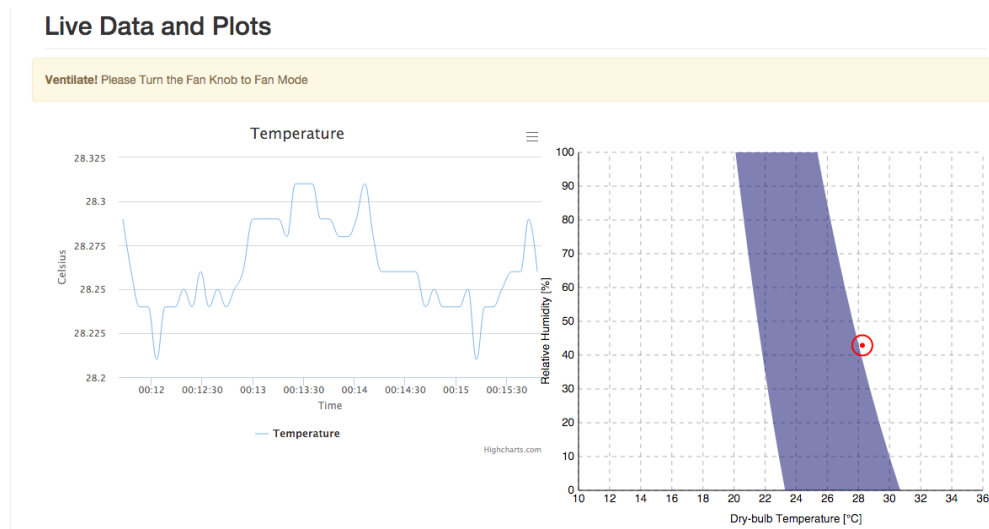 Live Data and Plots
Ventilate! Please Turn the Fan Knob to Fan Mode
Temperature
28.325
28.3
28.275
28.25
28.225
28.2
Celsius
00:12 00:12:30 00:13 00:13:30 00:14 00:14:30 00:15 00:15:30
Time
Temperature
Highcharts.com
100
90
80
70
60
50
40
30
20
10
0
Relative Humidity [%]
10 12 14 16 18 20 22 24 26 28 30 32 34 36
Dry-bulb Temperature [°C]